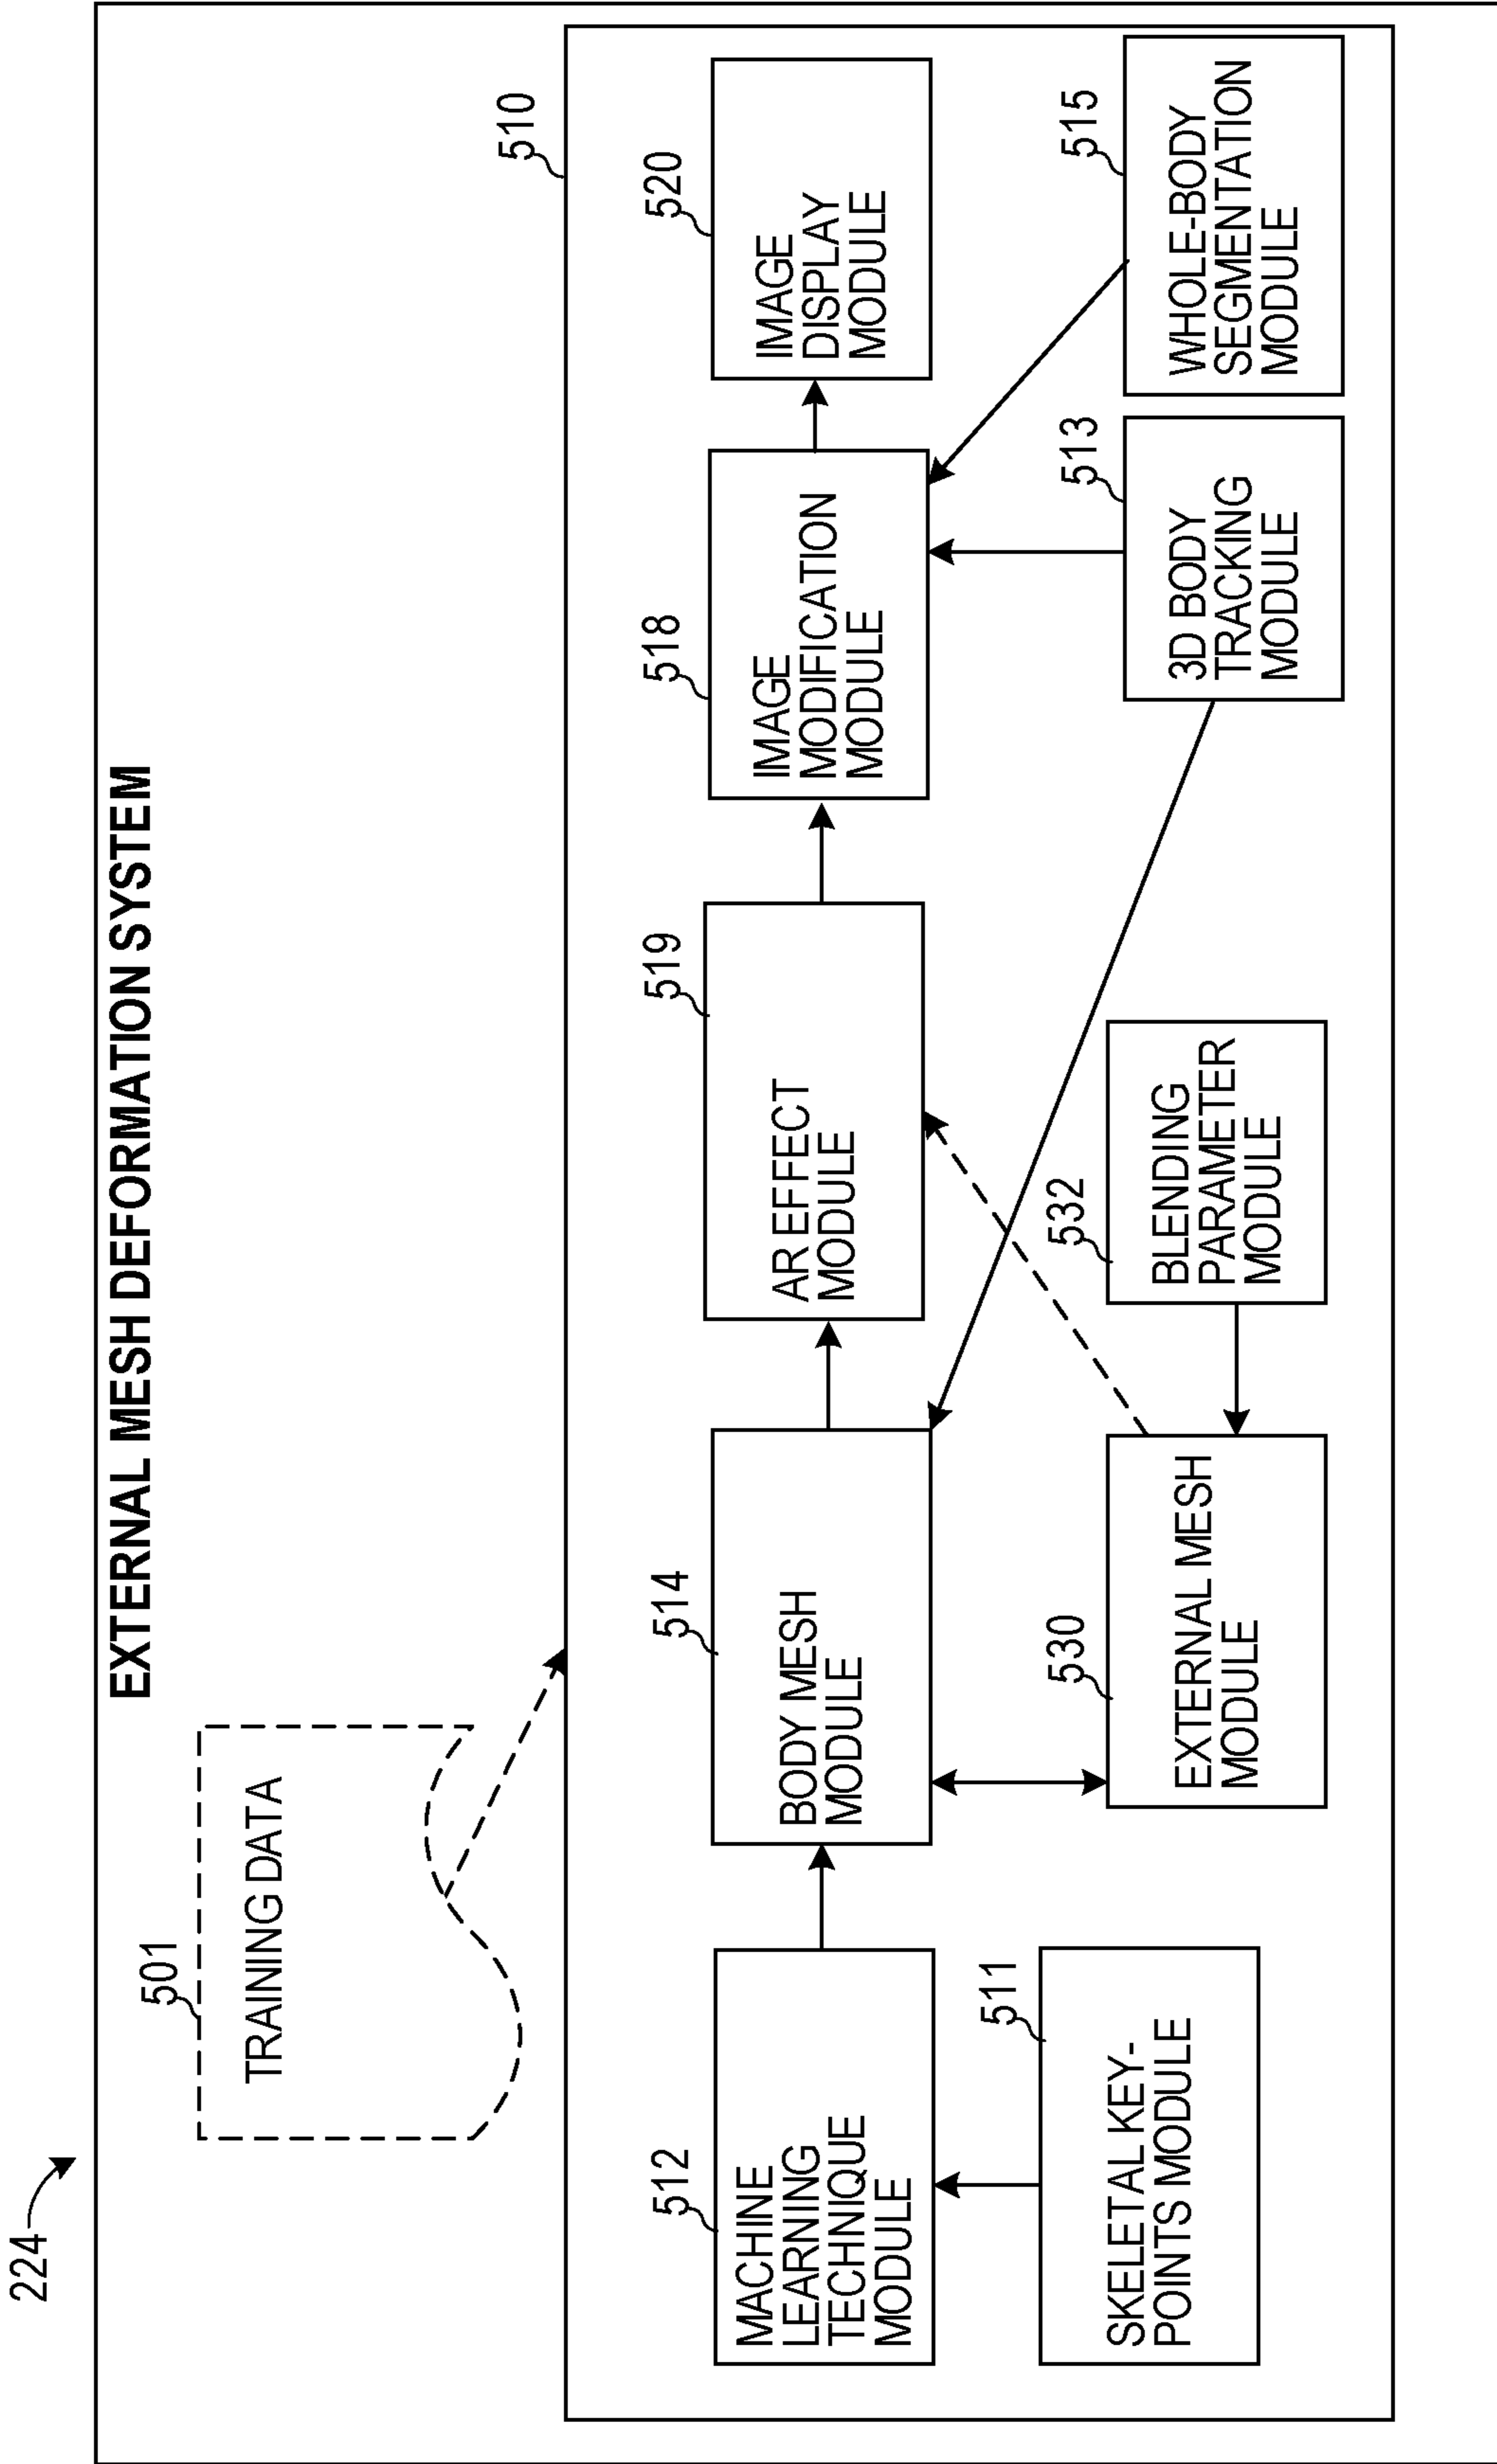 224
EXTERNAL MESH DEFORMATION SYSTEM
501
TRAINING DATA
510
512
MACHINE
LEARNING
TECHNIQUE
MODULE
514
BODY MESH
MODULE
519
AR EFFECT
MODULE
518
IMAGE
MODIFICATION
MODULE
520
IMAGE
DISPLAY
MODULE
511
SKELETAL KEY-
POINTS MODULE
530
EXTERNAL MESH
MODULE
532
BLENDING
PARAMETER
MODULE
513
3D BODY
TRACKING
MODULE
515
WHOLE-BODY
SEGMENTATION
MODULE